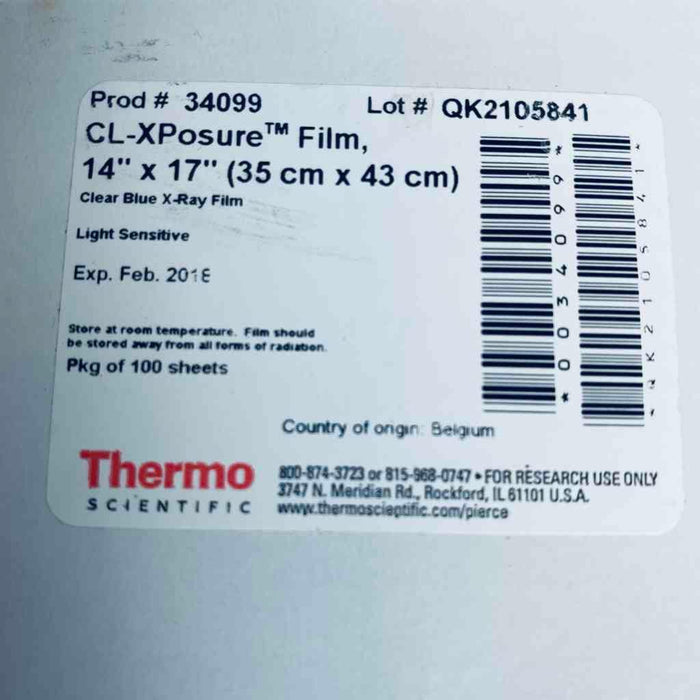 Prod # 34099 Lot # QK2105841
CL-XPosure™ Film,
14" x 17" (35 cm x 43 cm)
Clear Blue X-Ray Film
Light Sensitive
Exp. Feb.
Store at room temperature. Film should
be stored away from all forms of radiation.
Pkg of 100 sheets
*0034099*
*QK2105841*
Country of origin: Belgium
Thermo
SCIENTIFIC
800-874-3723 or 815-968-0747 • FOR RESEARCH USE ONLY
3747 N. Meridian Rd., Rockford, IL 61101 U.S.A.
www.thermoscientific.com/pierce